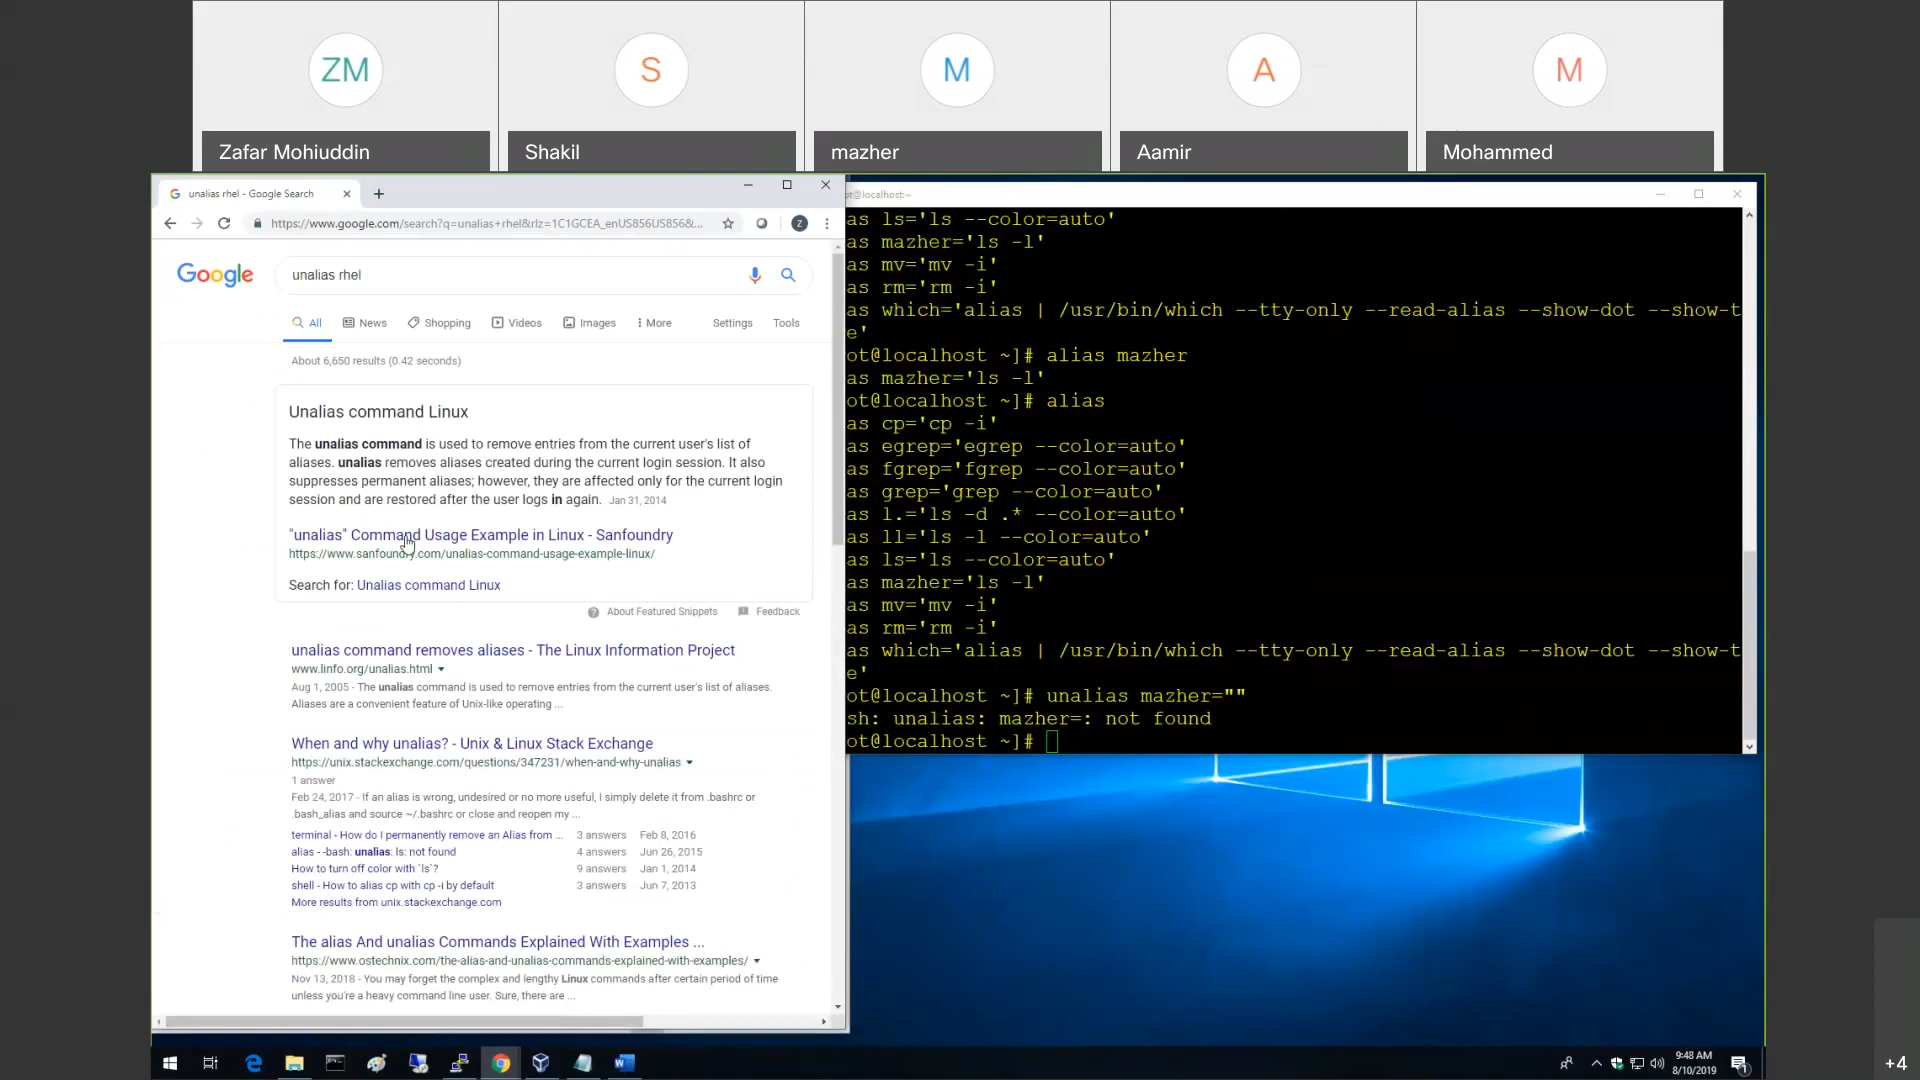 ZM
S
M
A
M
Zafar Mohiuddin
Shakil
mazher
Aamir
Mohammed
unalias rhel - Google Search
https://www.google.com/search?q=unalias+rhel&rlz=1C1GCEA_enUS856US856&...
Z
Google
unalias rhel
All
News
Shopping
Videos
Images
More
Settings
Tools
About 6,650 results (0.42 seconds)
Unalias command Linux
The unalias command is used to remove entries from the current user's list of
aliases. unalias removes aliases created during the current login session. It also
suppresses permanent aliases; however, they are affected only for the current login
session and are restored after the user logs in again. Jan 31, 2014
"unalias" Command Usage Example in Linux - Sanfoundry
https://www.sanfoundry.com/unalias-command-usage-example-linux/
Search for: Unalias command Linux
About Featured Snippets
Feedback
unalias command removes aliases - The Linux Information Project
www.linfo.org/unalias.html
Aug 1, 2005 - The unalias command is used to remove entries from the current user's list of aliases.
Aliases are a convenient feature of Unix-like operating ...
When and why unalias? - Unix & Linux Stack Exchange
https://unix.stackexchange.com/questions/347231/when-and-why-unalias
1 answer
Feb 24, 2017 - If an alias is wrong, undesired or no more useful, I simply delete it from .bashrc or
.bash_alias and source ~/.bashrc or close and reopen my ...
terminal - How do I permanently remove an Alias from ... 3 answers Feb 8, 2016
alias - -bash: unalias: ls: not found 4 answers Jun 26, 2015
How to turn off color with `ls`? 9 answers Jan 1, 2014
shell - How to alias cp with cp -i by default 3 answers Jun 7, 2013
More results from unix.stackexchange.com
The alias And unalias Commands Explained With Examples ...
https://www.ostechnix.com/the-alias-and-unalias-commands-explained-with-examples/
Nov 13, 2018 - You may forget the complex and lengthy Linux commands after certain period of time
unless you're a heavy command line user. Sure, there are ...
ot@localhost:~
as ls='ls --color=auto'
as mazher='ls -l'
as mv='mv -i'
as rm='rm -i'
as which='alias | /usr/bin/which --tty-only --read-alias --show-dot --show-t
e'
ot@localhost ~]# alias mazher
as mazher='ls -l'
ot@localhost ~]# alias
as cp='cp -i'
as egrep='egrep --color=auto'
as fgrep='fgrep --color=auto'
as grep='grep --color=auto'
as l.='ls -d .* --color=auto'
as ll='ls -l --color=auto'
as ls='ls --color=auto'
as mazher='ls -l'
as mv='mv -i'
as rm='rm -i'
as which='alias | /usr/bin/which --tty-only --read-alias --show-dot --show-t
e'
ot@localhost ~]# unalias mazher=""
sh: unalias: mazher=: not found
ot@localhost ~]#
9:48 AM
8/10/2019
1
+4